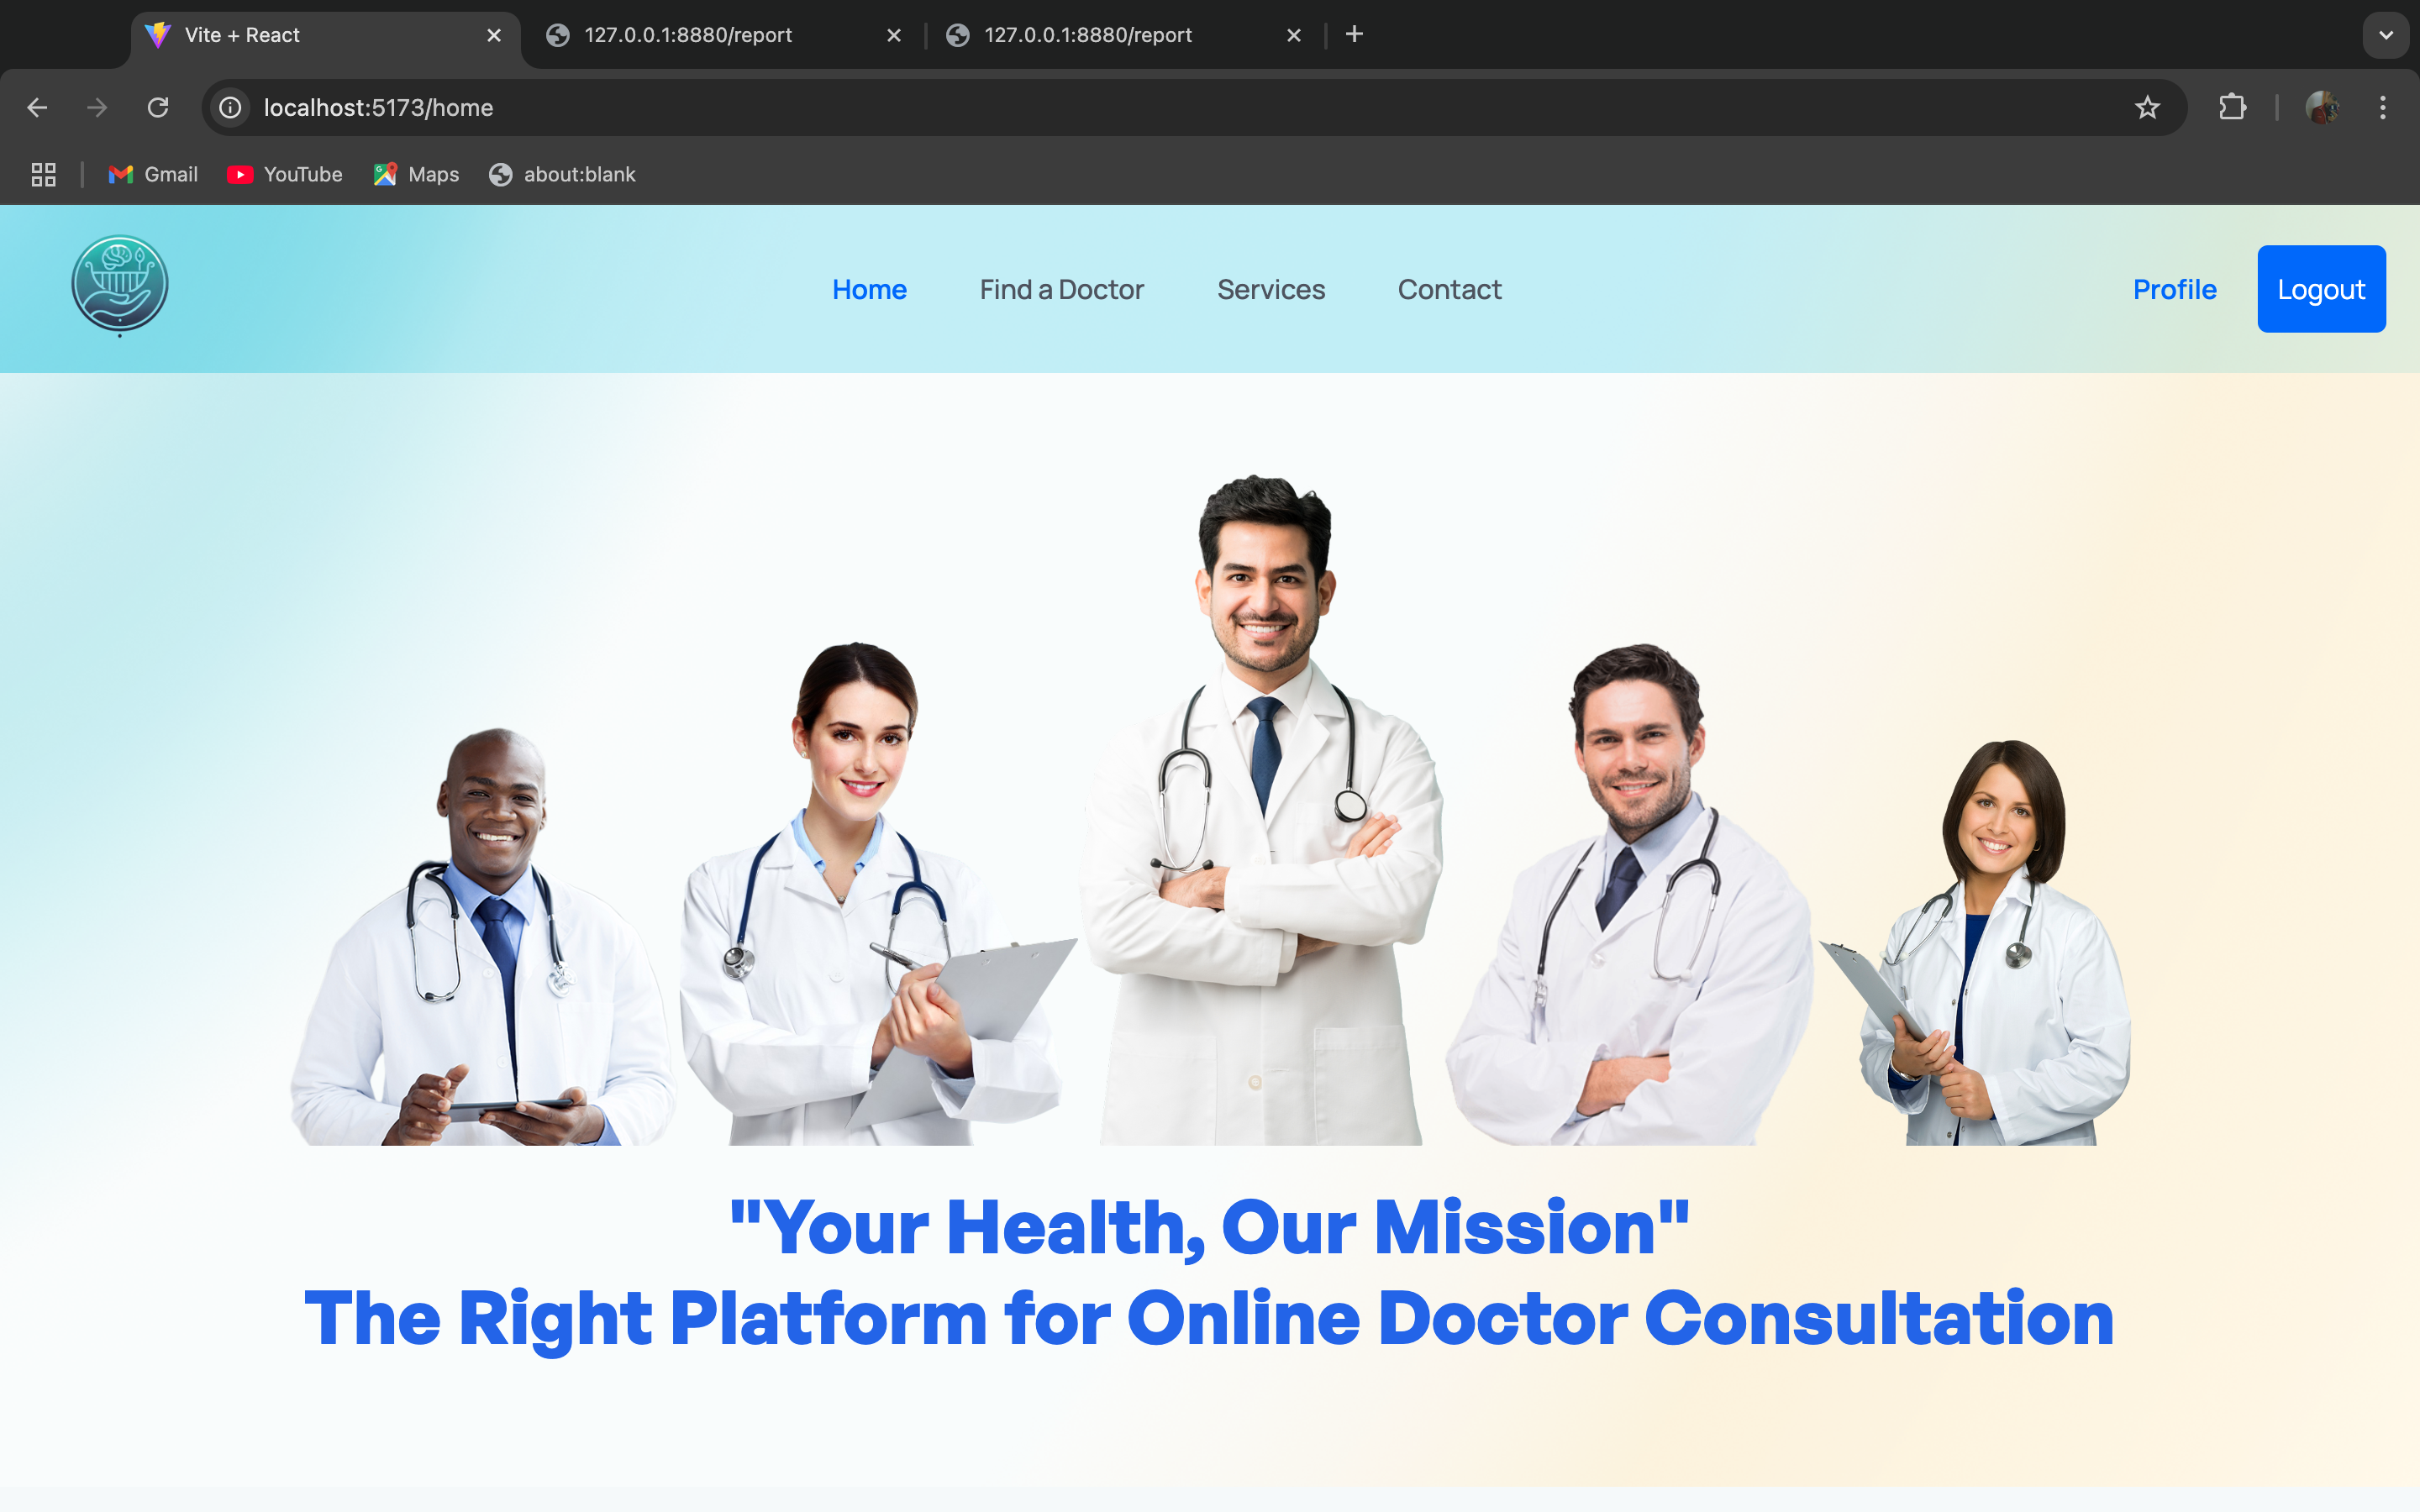 Vite + React
127.0.0.1:8880/report
127.0.0.1:8880/report
localhost:5173/home
Gmail YouTube Maps about:blank
Home Find a Doctor Services Contact Profile Logout
"Your Health, Our Mission"
The Right Platform for Online Doctor Consultation